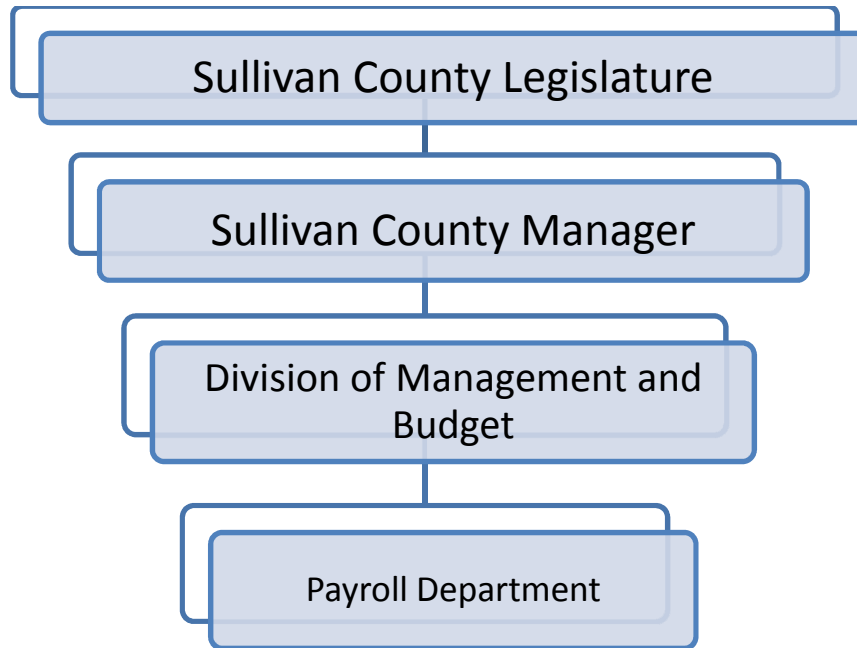 Sullivan County Legislature
Sullivan County Manager
Division of Management and
Budget
Payroll Department